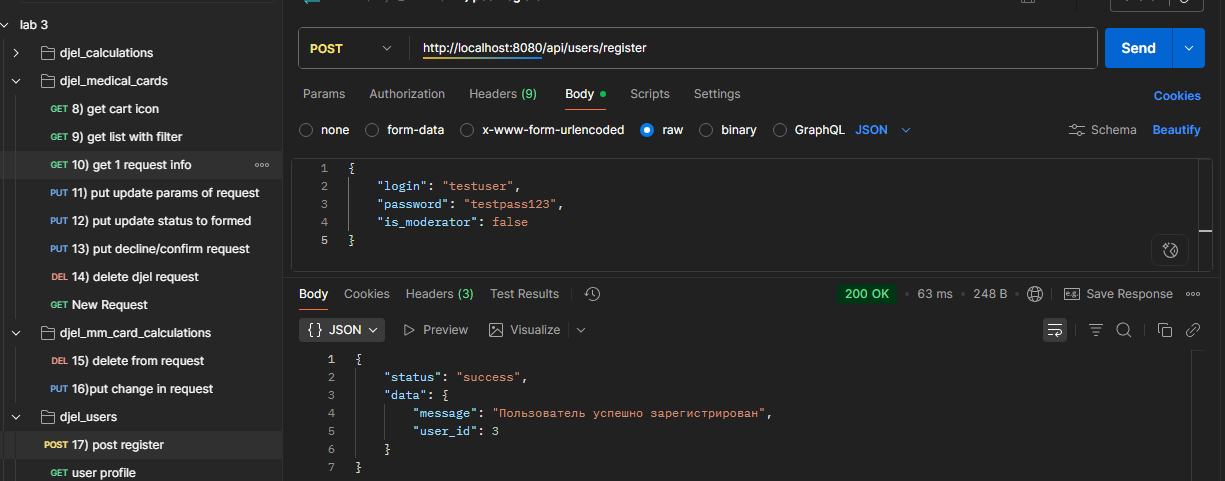 lab 3
djel_calculations
djel_medical_cards
GET 8) get cart icon
GET 9) get list with filter
GET 10) get 1 request info
PUT 11) put update params of request
PUT 12) put update status to formed
PUT 13) put decline/confirm request
DEL 14) delete djel request
GET New Request
djel_mm_card_calculations
DEL 15) delete from request
PUT 16)put change in request
djel_users
POST 17) post register
GET user profile
POST http://localhost:8080/api/users/register Send
Params Authorization Headers (9) Body Scripts Settings Cookies
none form-data x-www-form-urlencoded raw binary GraphQL JSON Schema Beautify
1 {
2 "login": "testuser",
3 "password": "testpass123",
4 "is_moderator": false
5 }
Body Cookies Headers (3) Test Results 200 OK • 63 ms • 248 B • e.g. Save Response
{} JSON Preview Visualize
1 {
2 "status": "success",
3 "data": {
4 "message": "Пользователь успешно зарегистрирован",
5 "user_id": 3
6 }
7 }